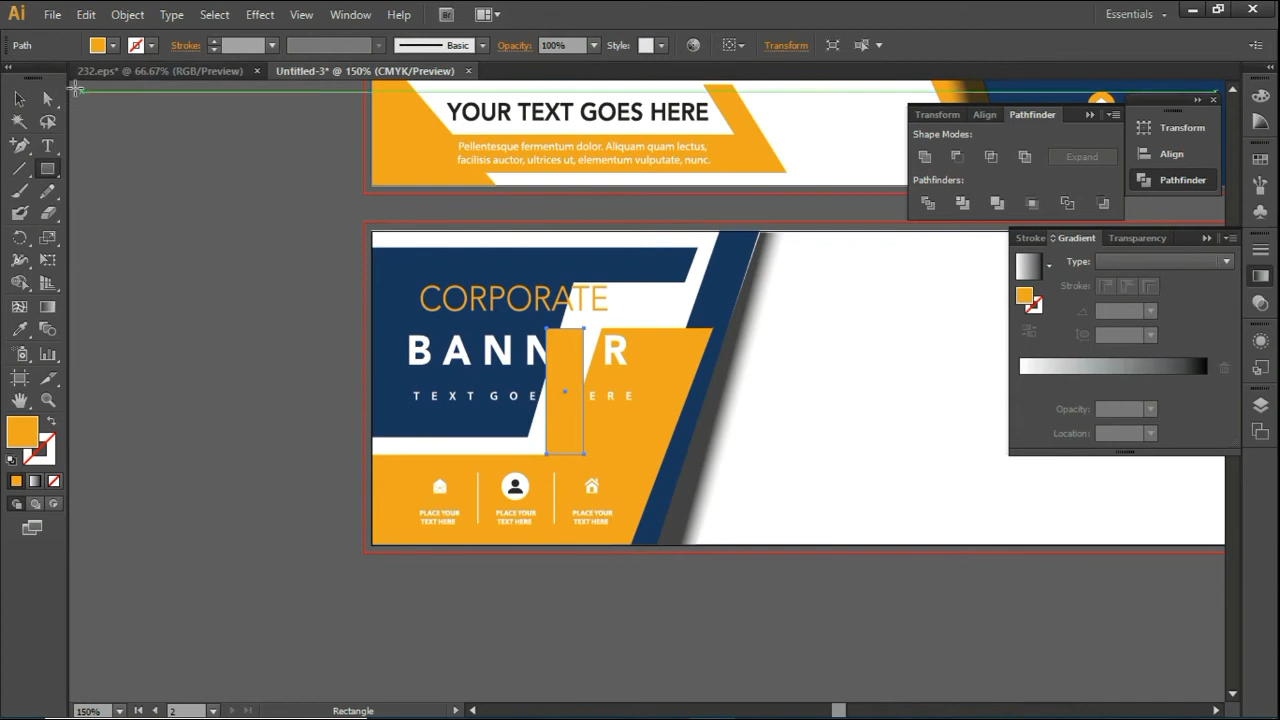 Ai File Edit Object Type Select Effect View Window Help Br Essentials
Path Stroke: Basic Opacity: 100% Style: Transform
232.eps* @ 66.67% (RGB/Preview) × Untitled-3* @ 150% (CMYK/Preview) ×
YOUR TEXT GOES HERE
Pellentesque fermentum dolor. Aliquam quam lectus,
facilisis auctor, ultrices ut, elementum vulputate, nunc.
Transform Align Pathfinder
Shape Modes:
Expand
Pathfinders:
Transform
Align
Pathfinder
Stroke Gradient Transparency
Type:
Stroke:
Opacity:
Location:
CORPORATE
BANN R
TEXT GOE ERE
PLACE YOUR
TEXT HERE
PLACE YOUR
TEXT HERE
PLACE YOUR
TEXT HERE
150% 2 Rectangle